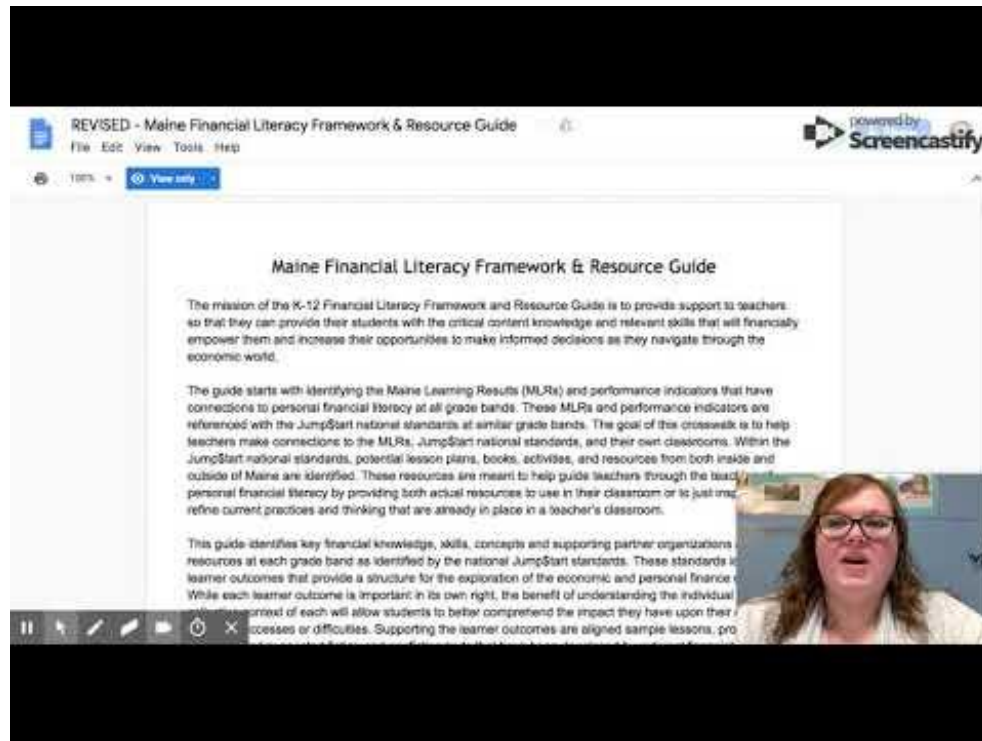 REVISED - Maine Financial Literacy Framework & Resource Guide
File Edit View Tools Help
powered by
Screencastify
100%
View only
Maine Financial Literacy Framework & Resource Guide
The mission of the K-12 Financial Literacy Framework and Resource Guide is to provide support to teachers
so that they can provide their students with the critical content knowledge and relevant skills that will financially
empower them and increase their opportunities to make informed decisions as they navigate through the
economic world.
The guide starts with identifying the Maine Learning Results (MLRs) and performance indicators that have
connections to personal financial literacy at all grade bands. These MLRs and performance indicators are
referenced with the Jump$tart national standards at similar grade bands. The goal of this crosswalk is to help
teachers make connections to the MLRs, Jump$tart national standards, and their own classrooms. Within the
Jump$tart national standards, potential lesson plans, books, activities, and resources from both inside and
outside of Maine are identified. These resources are meant to help guide teachers through the
personal financial literacy by providing both actual resources to use in their classroom or to just
refine current practices and thinking that are already in place in a teacher's classroom.
This guide identifies key financial knowledge, skills, concepts and supporting partner organizations
resources at each grade band as identified by the national Jump$tart standards. These standards
learner outcomes that provide a structure for the exploration of the economic and personal finance
While each learner outcome is important in its own right, the benefit of understanding the individual
context of each will allow students to better comprehend the impact they have upon their
ccesses or difficulties. Supporting the learner outcomes are aligned sample lessons,